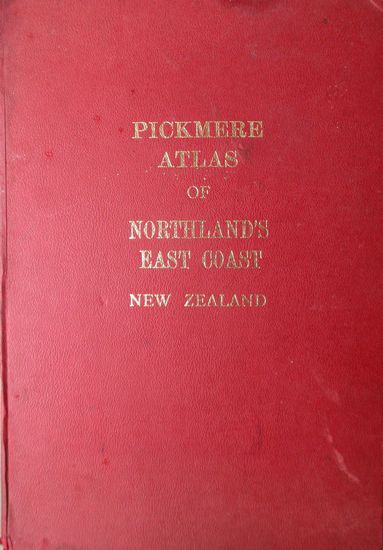 PICKMERE
ATLAS
OF
NORTHLAND'S
EAST COAST
NEW ZEALAND